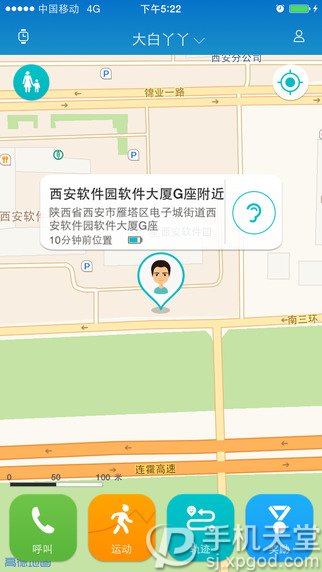 中国移动 4G 下午5:22
大白丫丫
西安分公司
锦业一路
P
西安软件园软件大厦G座附近
陕西省西安市雁塔区电子城街道西
安软件园软件大厦G座
10分钟前位置
西安软件园
P
南三环
连霍高速
0 50 100 米
呼叫 运动 轨迹 奖励
高德地图
手机天堂
sj.xpgod.com